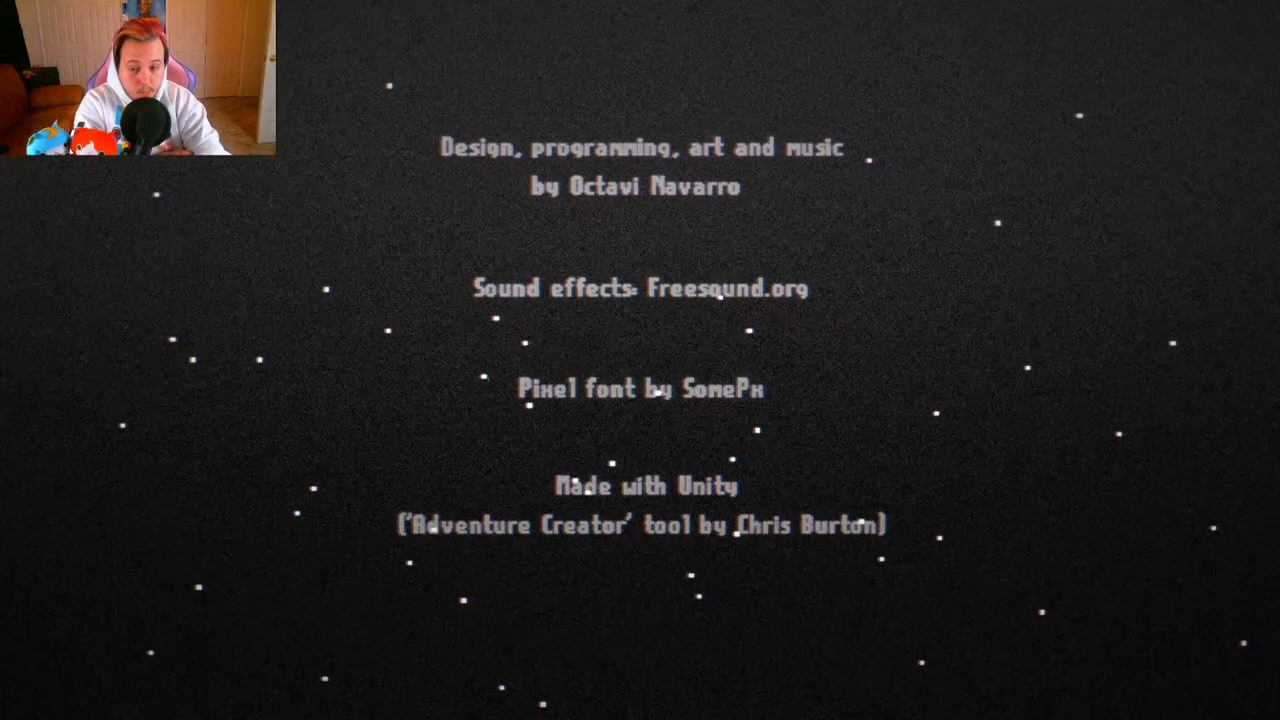 Design, programming, art and music
by Octavi Navarro
Sound effects: Freesound.org
Pixel font by SomePx
Made with Unity
('Adventure Creator' tool by Chris Burton)